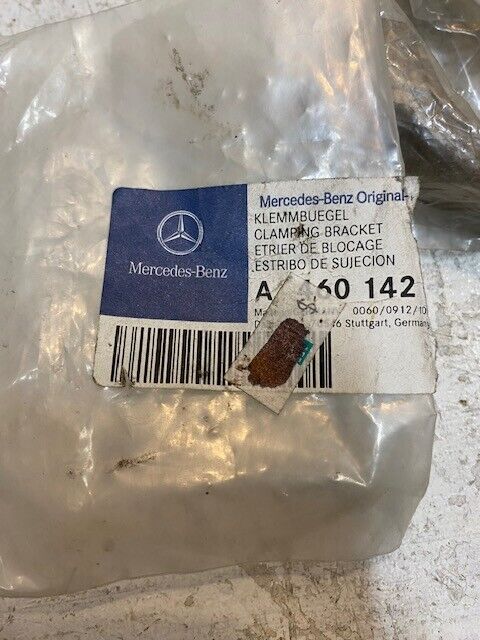 Mercedes-Benz
Mercedes-Benz Original-
KLEMMBUEGEL
CLAMPING BRACKET
ETRIER DE BLOCAGE
ESTRIBO DE SUJECION
A 460 142
0060/0912/10
Stuttgart, Germany